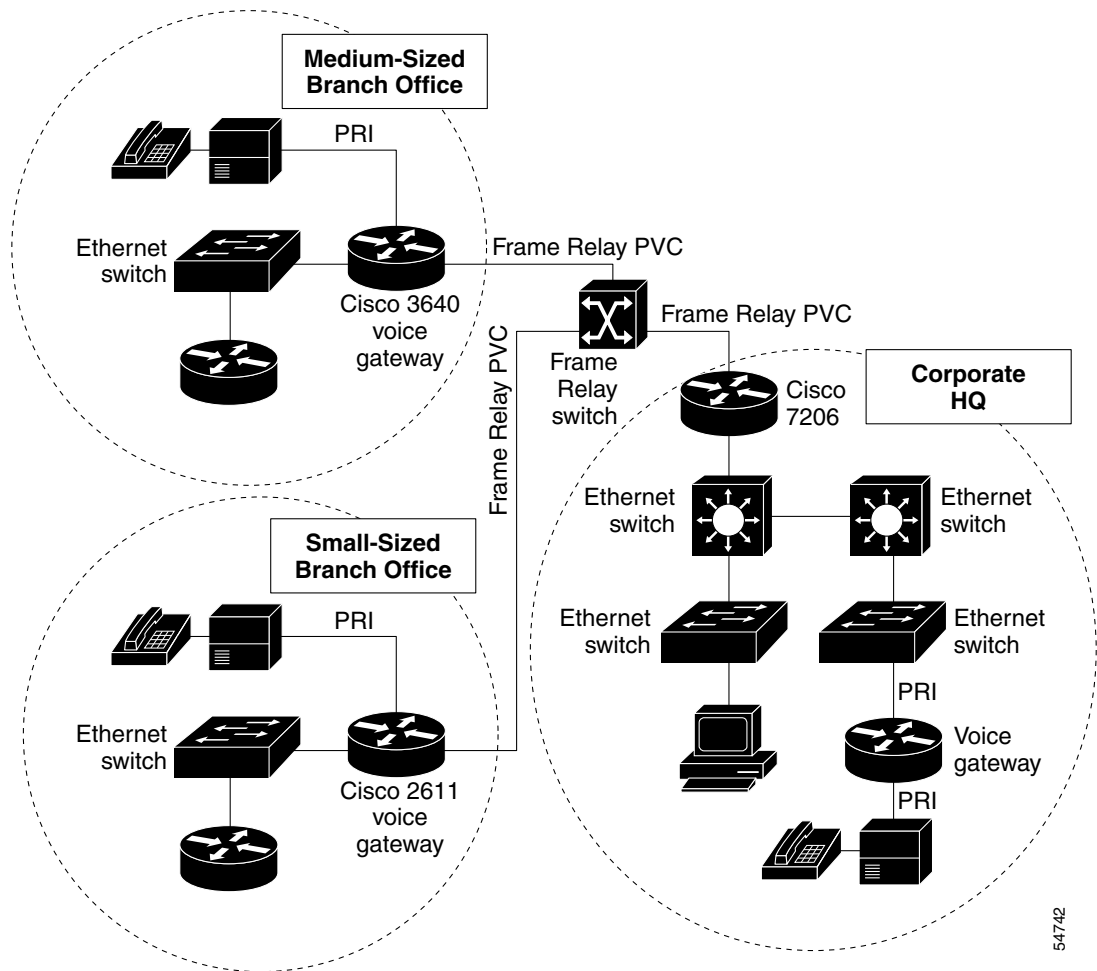 Medium-Sized
Branch Office
PRI
Ethernet
switch
Cisco 3640
voice
gateway
Frame Relay PVC
Frame Relay PVC
Frame
Relay
switch
Frame Relay PVC
Corporate
HQ
Cisco
7206
Ethernet
switch
Ethernet
switch
Ethernet
switch
Ethernet
switch
PRI
Voice
gateway
PRI
Small-Sized
Branch Office
PRI
Ethernet
switch
Cisco 2611
voice
gateway
54742